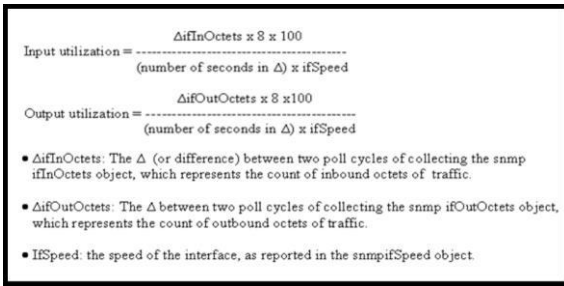 ΔifInOctets x 8 x 100
Input utilization = ------------------------------------------
(number of seconds in Δ) x ifSpeed
ΔifOutOctets x 8 x100
Output utilization = ------------------------------------------
(number of seconds in Δ) x ifSpeed
● ΔifInOctets: The Δ (or difference) between two poll cycles of collecting the snmp
ifInOctets object, which represents the count of inbound octets of traffic.
● ΔifOutOctets: The Δ between two poll cycles of collecting the snmp ifOutOctets object,
which represents the count of outbound octets of traffic.
● IfSpeed: the speed of the interface, as reported in the snmpifSpeed object.